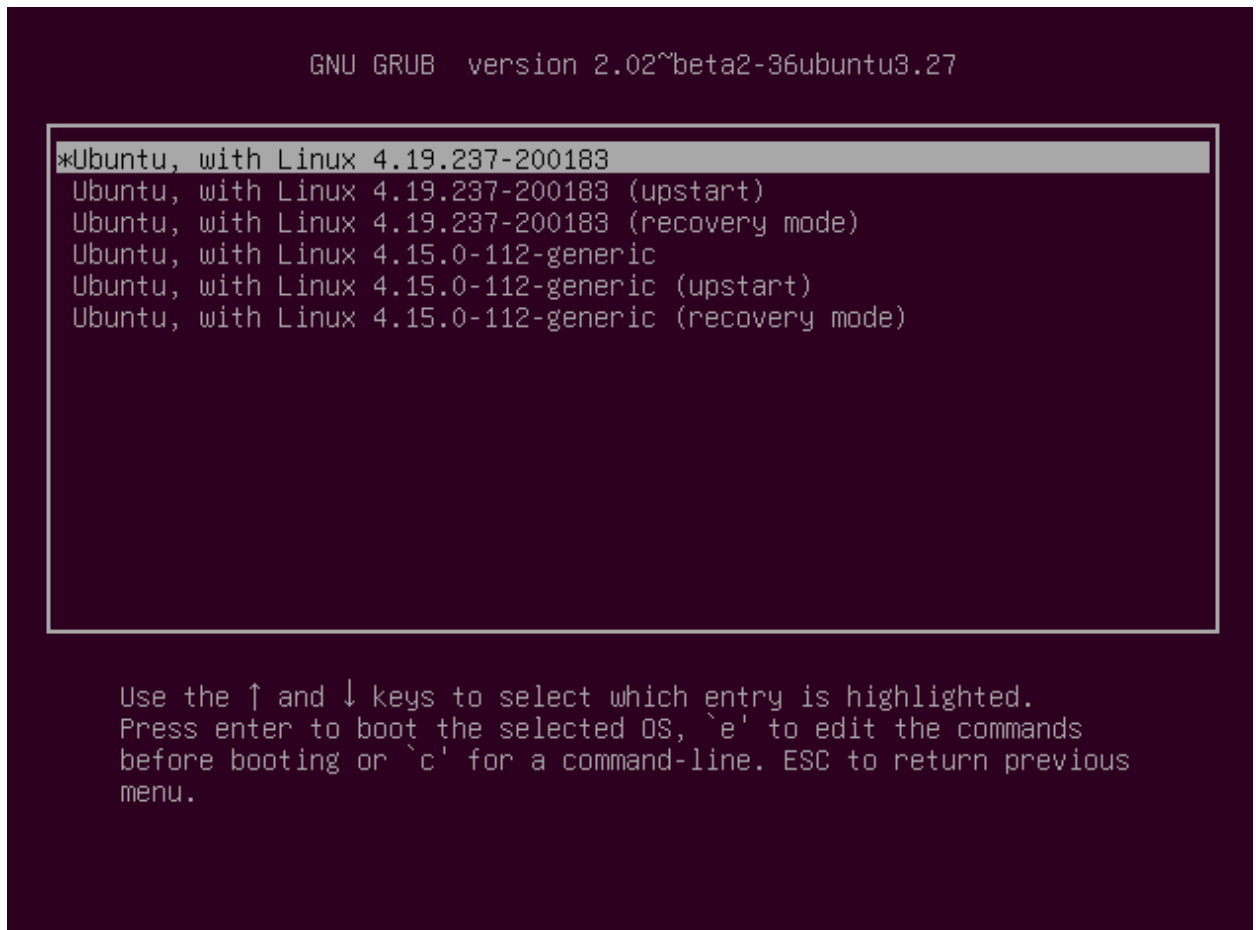 GNU GRUB  version 2.02~beta2-36ubuntu3.27
*Ubuntu, with Linux 4.19.237-200183
Ubuntu, with Linux 4.19.237-200183 (upstart)
Ubuntu, with Linux 4.19.237-200183 (recovery mode)
Ubuntu, with Linux 4.15.0-112-generic
Ubuntu, with Linux 4.15.0-112-generic (upstart)
Ubuntu, with Linux 4.15.0-112-generic (recovery mode)
Use the ↑ and ↓ keys to select which entry is highlighted.
Press enter to boot the selected OS, `e' to edit the commands
before booting or `c' for a command-line. ESC to return previous
menu.